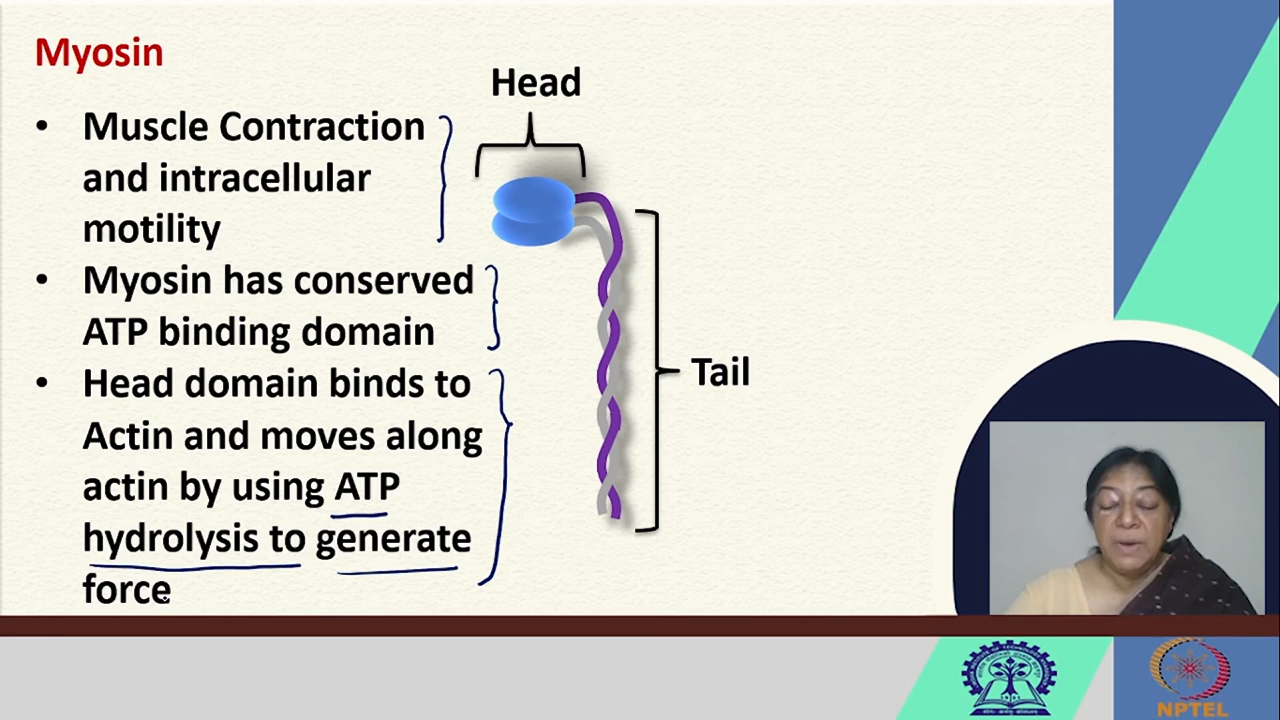 Myosin
Head
• Muscle Contraction
and intracellular
motility
• Myosin has conserved
ATP binding domain
• Head domain binds to
Actin and moves along
actin by using ATP
hydrolysis to generate
force
Tail
NPTEL